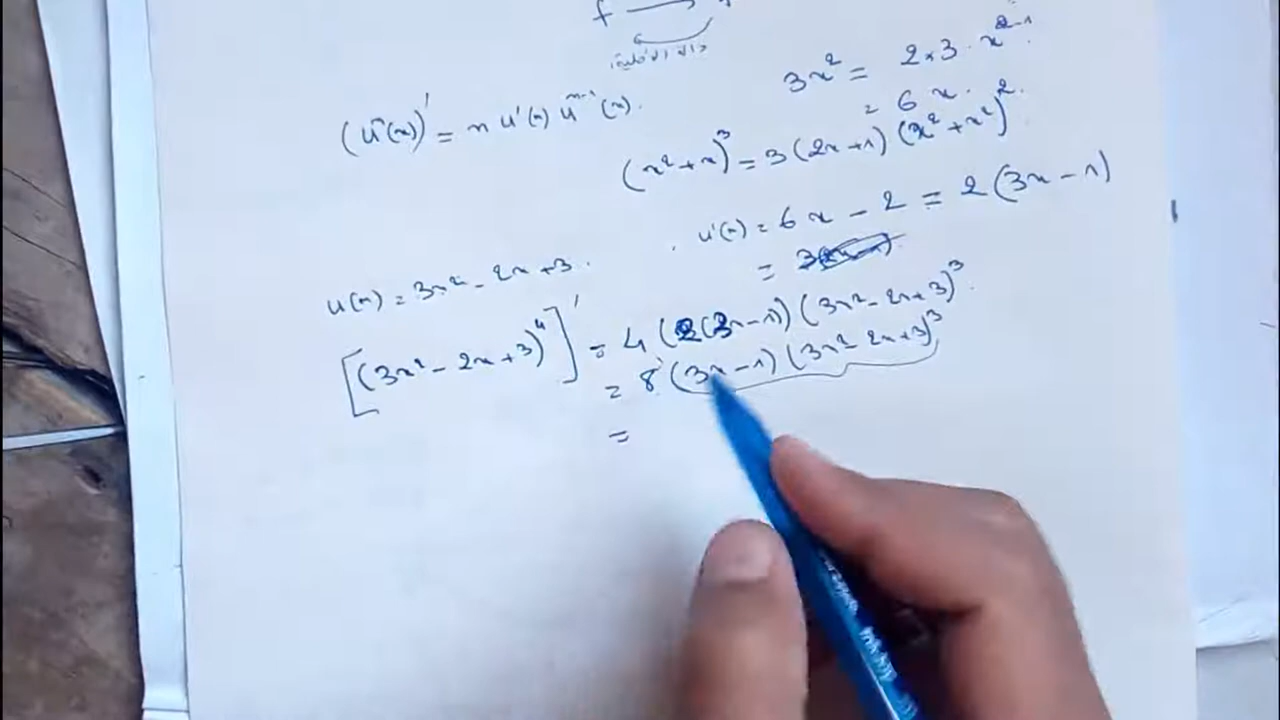 f
3x² = 2×3 · x²⁻¹
= 6x.
(uⁿ(x))' = n u'(x) uⁿ⁻¹(x).
(x²+x)³ = 3(2x+1)(x²+x²)².
u'(x) = 6x - 2 = 2(3x-1)
= 3
u(x) = 3x² - 2x + 3.
[(3x² - 2x + 3)⁴]' = 4(2(3x-1)(3x² - 2x + 3)³.
= 8(3x-1)(3x² 2x+3)³
=